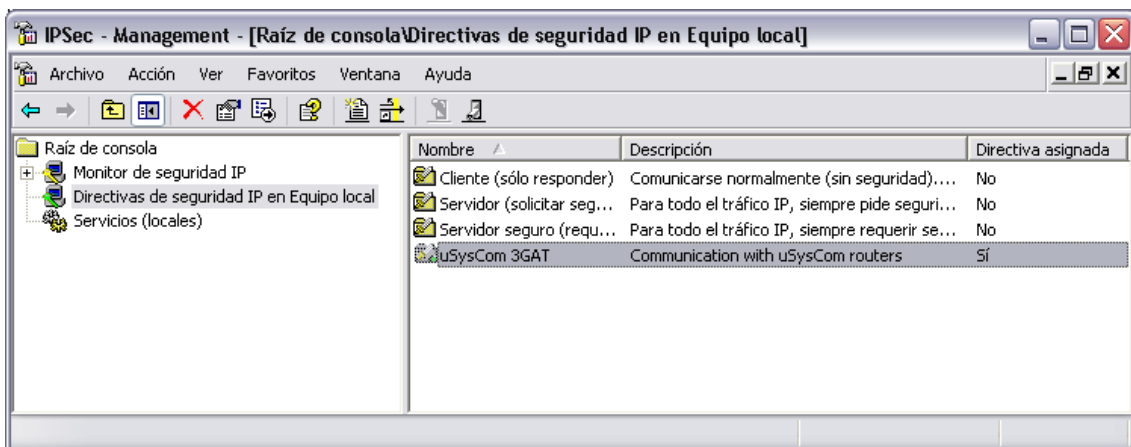 IPSec - Management - [Raíz de consola\Directivas de seguridad IP en Equipo local]
Archivo Acción Ver Favoritos Ventana Ayuda
Raíz de consola
Monitor de seguridad IP
Directivas de seguridad IP en Equipo local
Servicios (locales)
Nombre Descripción Directiva asignada
Cliente (sólo responder) Comunicarse normalmente (sin seguridad).... No
Servidor (solicitar seg... Para todo el tráfico IP, siempre pide seguri... No
Servidor seguro (requ... Para todo el tráfico IP, siempre requerir se... No
uSysCom 3GAT Communication with uSysCom routers Sí